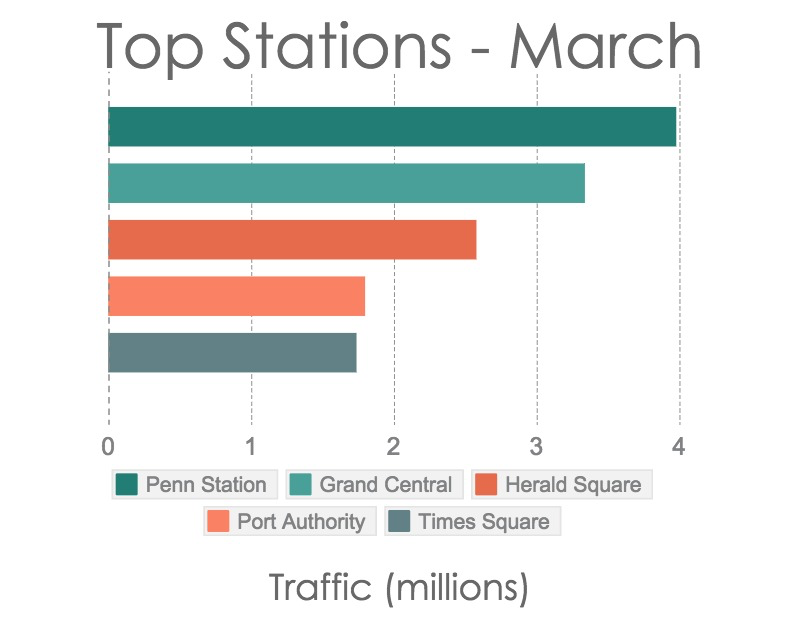 Top Stations - March
0 1 2 3 4
Penn Station Grand Central Herald Square
Port Authority Times Square
Traffic (millions)